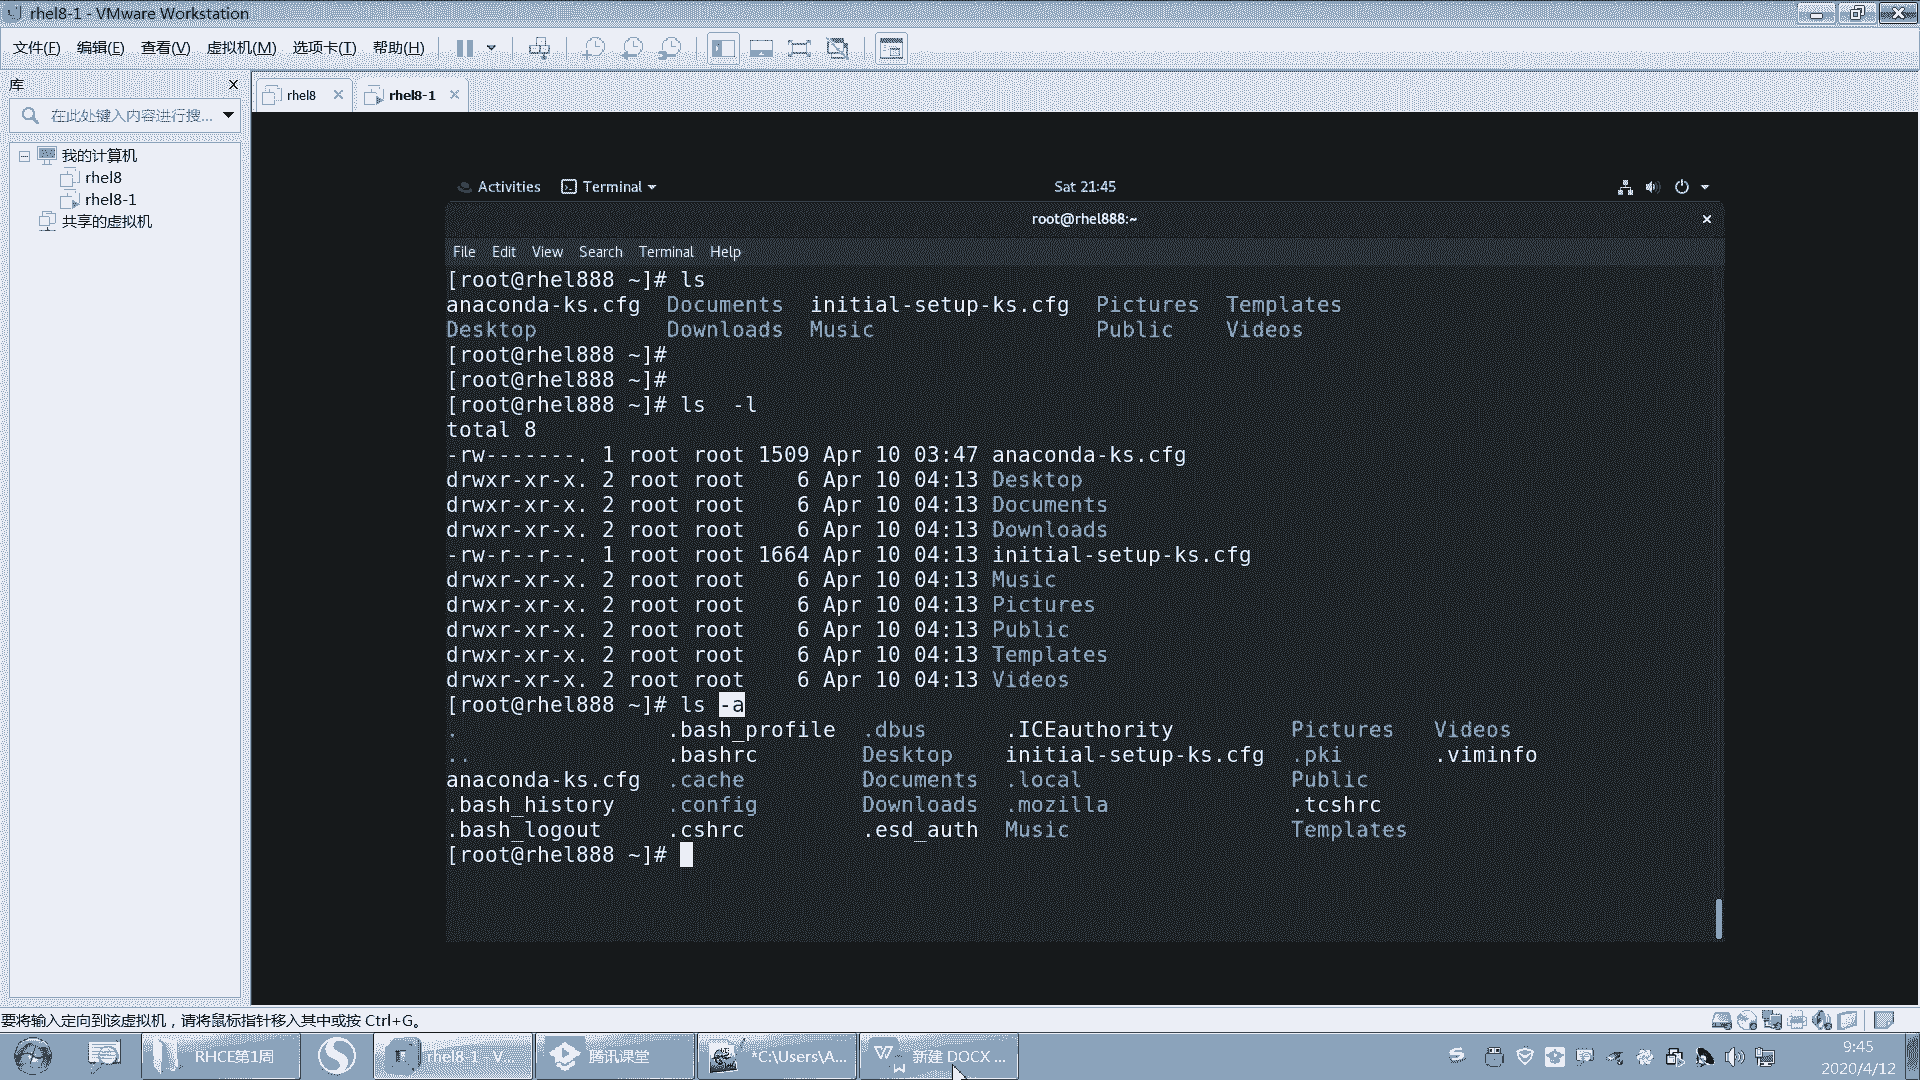 rhel8-1 - VMware Workstation
文件(F) 编辑(E) 查看(V) 虚拟机(M) 选项卡(T) 帮助(H)
库
在此处键入内容进行搜...
我的计算机
rhel8
rhel8-1
共享的虚拟机
rhel8 rhel8-1
Activities Terminal Sat 21:45
root@rhel888:~
File Edit View Search Terminal Help
[root@rhel888 ~]# ls
anaconda-ks.cfg Documents initial-setup-ks.cfg Pictures Templates
Desktop Downloads Music Public Videos
[root@rhel888 ~]#
[root@rhel888 ~]#
[root@rhel888 ~]# ls  -l
total 8
-rw-------. 1 root root 1509 Apr 10 03:47 anaconda-ks.cfg
drwxr-xr-x. 2 root root    6 Apr 10 04:13 Desktop
drwxr-xr-x. 2 root root    6 Apr 10 04:13 Documents
drwxr-xr-x. 2 root root    6 Apr 10 04:13 Downloads
-rw-r--r--. 1 root root 1664 Apr 10 04:13 initial-setup-ks.cfg
drwxr-xr-x. 2 root root    6 Apr 10 04:13 Music
drwxr-xr-x. 2 root root    6 Apr 10 04:13 Pictures
drwxr-xr-x. 2 root root    6 Apr 10 04:13 Public
drwxr-xr-x. 2 root root    6 Apr 10 04:13 Templates
drwxr-xr-x. 2 root root    6 Apr 10 04:13 Videos
[root@rhel888 ~]# ls -a
. .bash_profile .dbus .ICEauthority Pictures Videos
.. .bashrc Desktop initial-setup-ks.cfg .pki .viminfo
anaconda-ks.cfg .cache Documents .local Public
.bash_history .config Downloads .mozilla .tcshrc
.bash_logout .cshrc .esd_auth Music Templates
[root@rhel888 ~]#
要将输入定向到该虚拟机，请将鼠标指针移入其中或按 Ctrl+G。
RHCE第1周 rhel8-1 - V... 腾讯课堂 *C:\Users\A... 新建 DOCX ...
9:45
2020/4/12